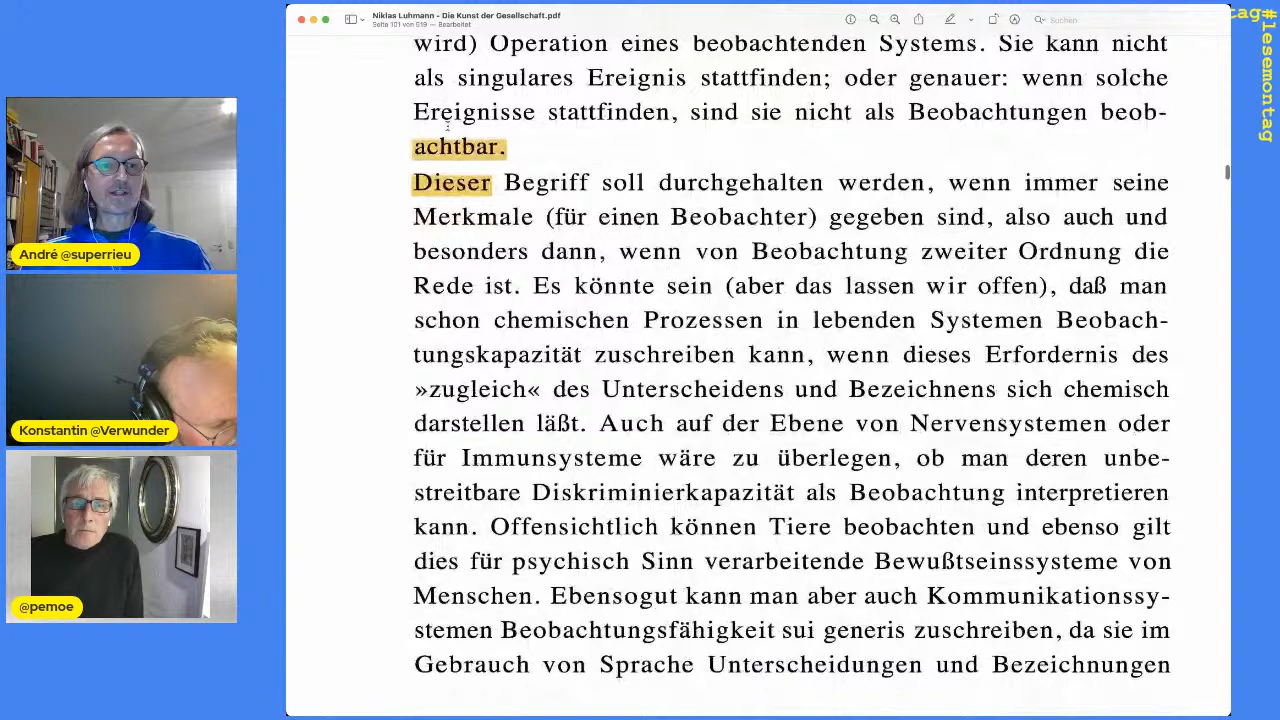 Niklas Luhmann - Die Kunst der Gesellschaft.pdf
Seite 101 von 519 – Bearbeitet
Suchen
tag#lesemontag
wird) Operation eines beobachtenden Systems. Sie kann nicht
als singulares Ereignis stattfinden; oder genauer: wenn solche
Ereignisse stattfinden, sind sie nicht als Beobachtungen beob-
achtbar.
Dieser Begriff soll durchgehalten werden, wenn immer seine
Merkmale (für einen Beobachter) gegeben sind, also auch und
besonders dann, wenn von Beobachtung zweiter Ordnung die
Rede ist. Es könnte sein (aber das lassen wir offen), daß man
schon chemischen Prozessen in lebenden Systemen Beobach-
tungskapazität zuschreiben kann, wenn dieses Erfordernis des
»zugleich« des Unterscheidens und Bezeichnens sich chemisch
darstellen läßt. Auch auf der Ebene von Nervensystemen oder
für Immunsysteme wäre zu überlegen, ob man deren unbe-
streitbare Diskriminierkapazität als Beobachtung interpretieren
kann. Offensichtlich können Tiere beobachten und ebenso gilt
dies für psychisch Sinn verarbeitende Bewußtseinssysteme von
Menschen. Ebensogut kann man aber auch Kommunikationssy-
stemen Beobachtungsfähigkeit sui generis zuschreiben, da sie im
Gebrauch von Sprache Unterscheidungen und Bezeichnungen
André @superrieu
Konstantin @Verwunder
@pemoe